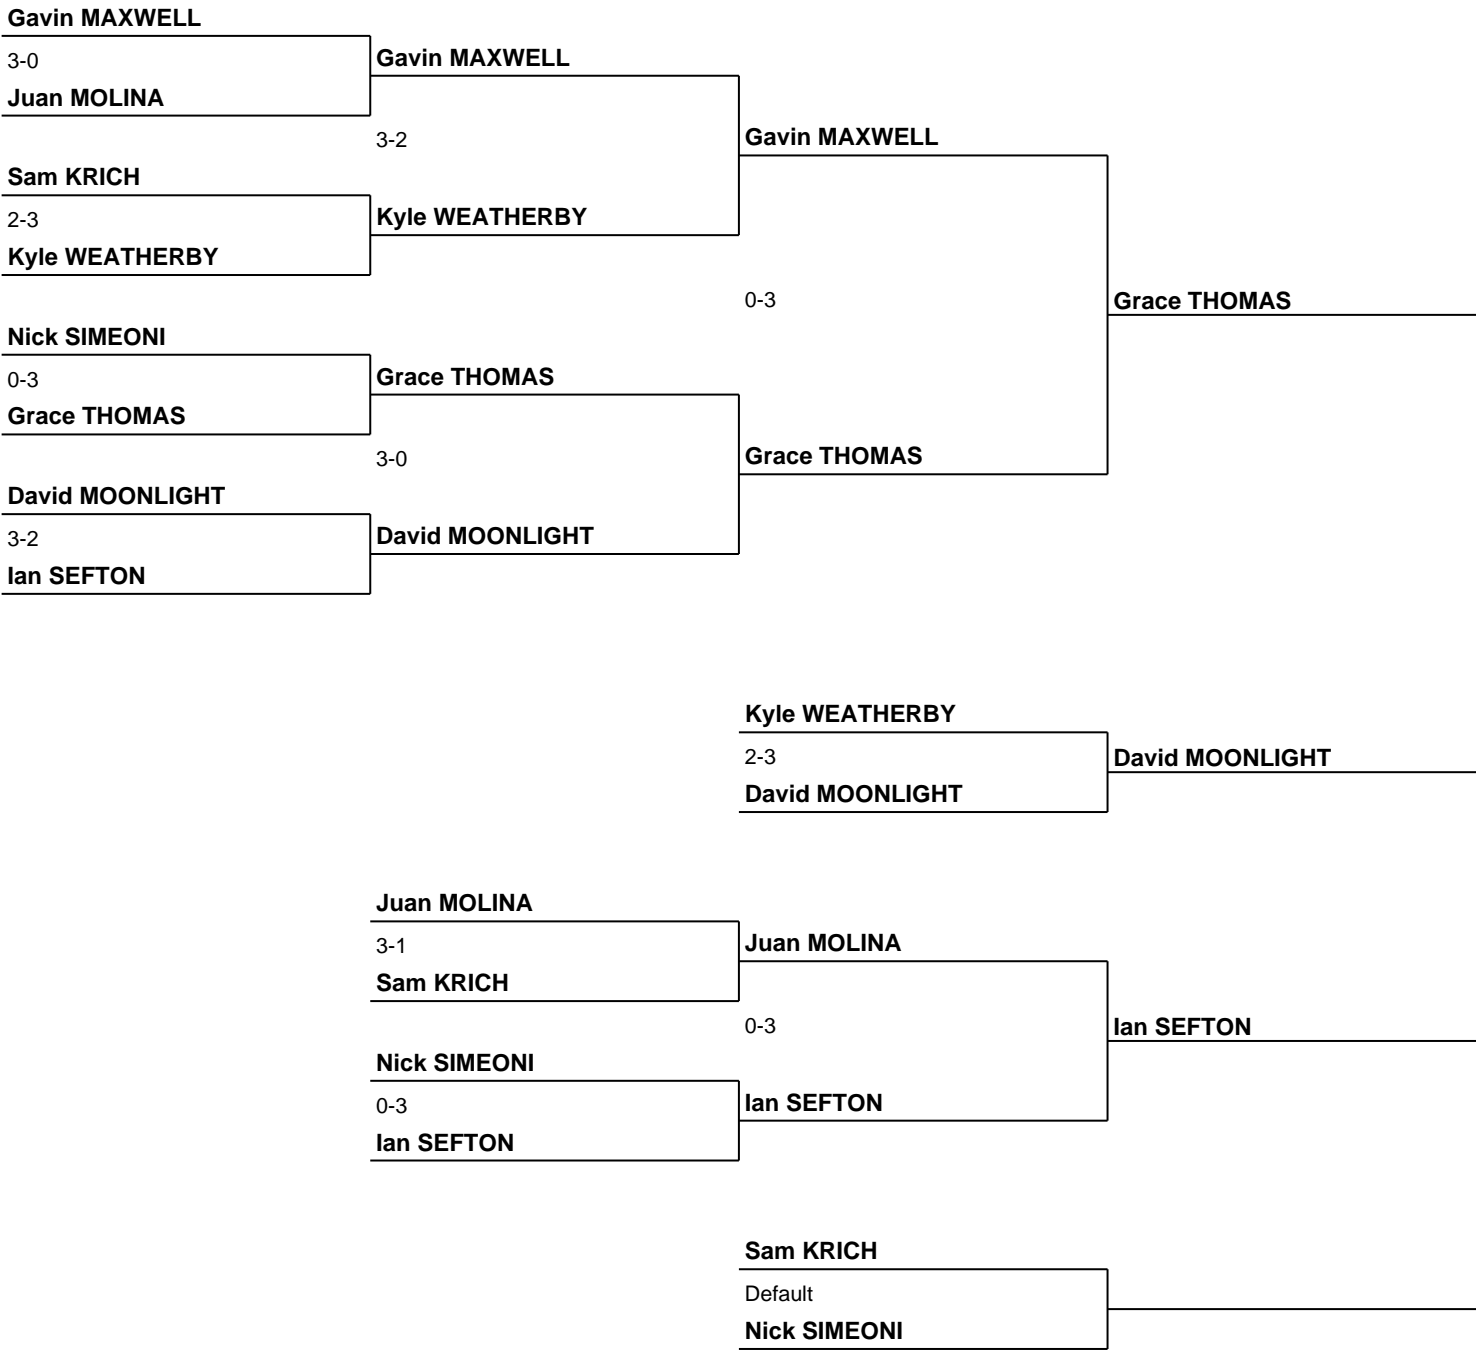 Gavin MAXWELL
3-0
Juan MOLINA
Gavin MAXWELL
3-2
Sam KRICH
2-3
Kyle WEATHERBY
Kyle WEATHERBY
Gavin MAXWELL
0-3
Nick SIMEONI
0-3
Grace THOMAS
Grace THOMAS
3-0
David MOONLIGHT
3-2
Ian SEFTON
David MOONLIGHT
Grace THOMAS
Grace THOMAS
Kyle WEATHERBY
2-3
David MOONLIGHT
David MOONLIGHT
Juan MOLINA
3-1
Sam KRICH
Juan MOLINA
0-3
Nick SIMEONI
0-3
Ian SEFTON
Ian SEFTON
Ian SEFTON
Sam KRICH
Default
Nick SIMEONI